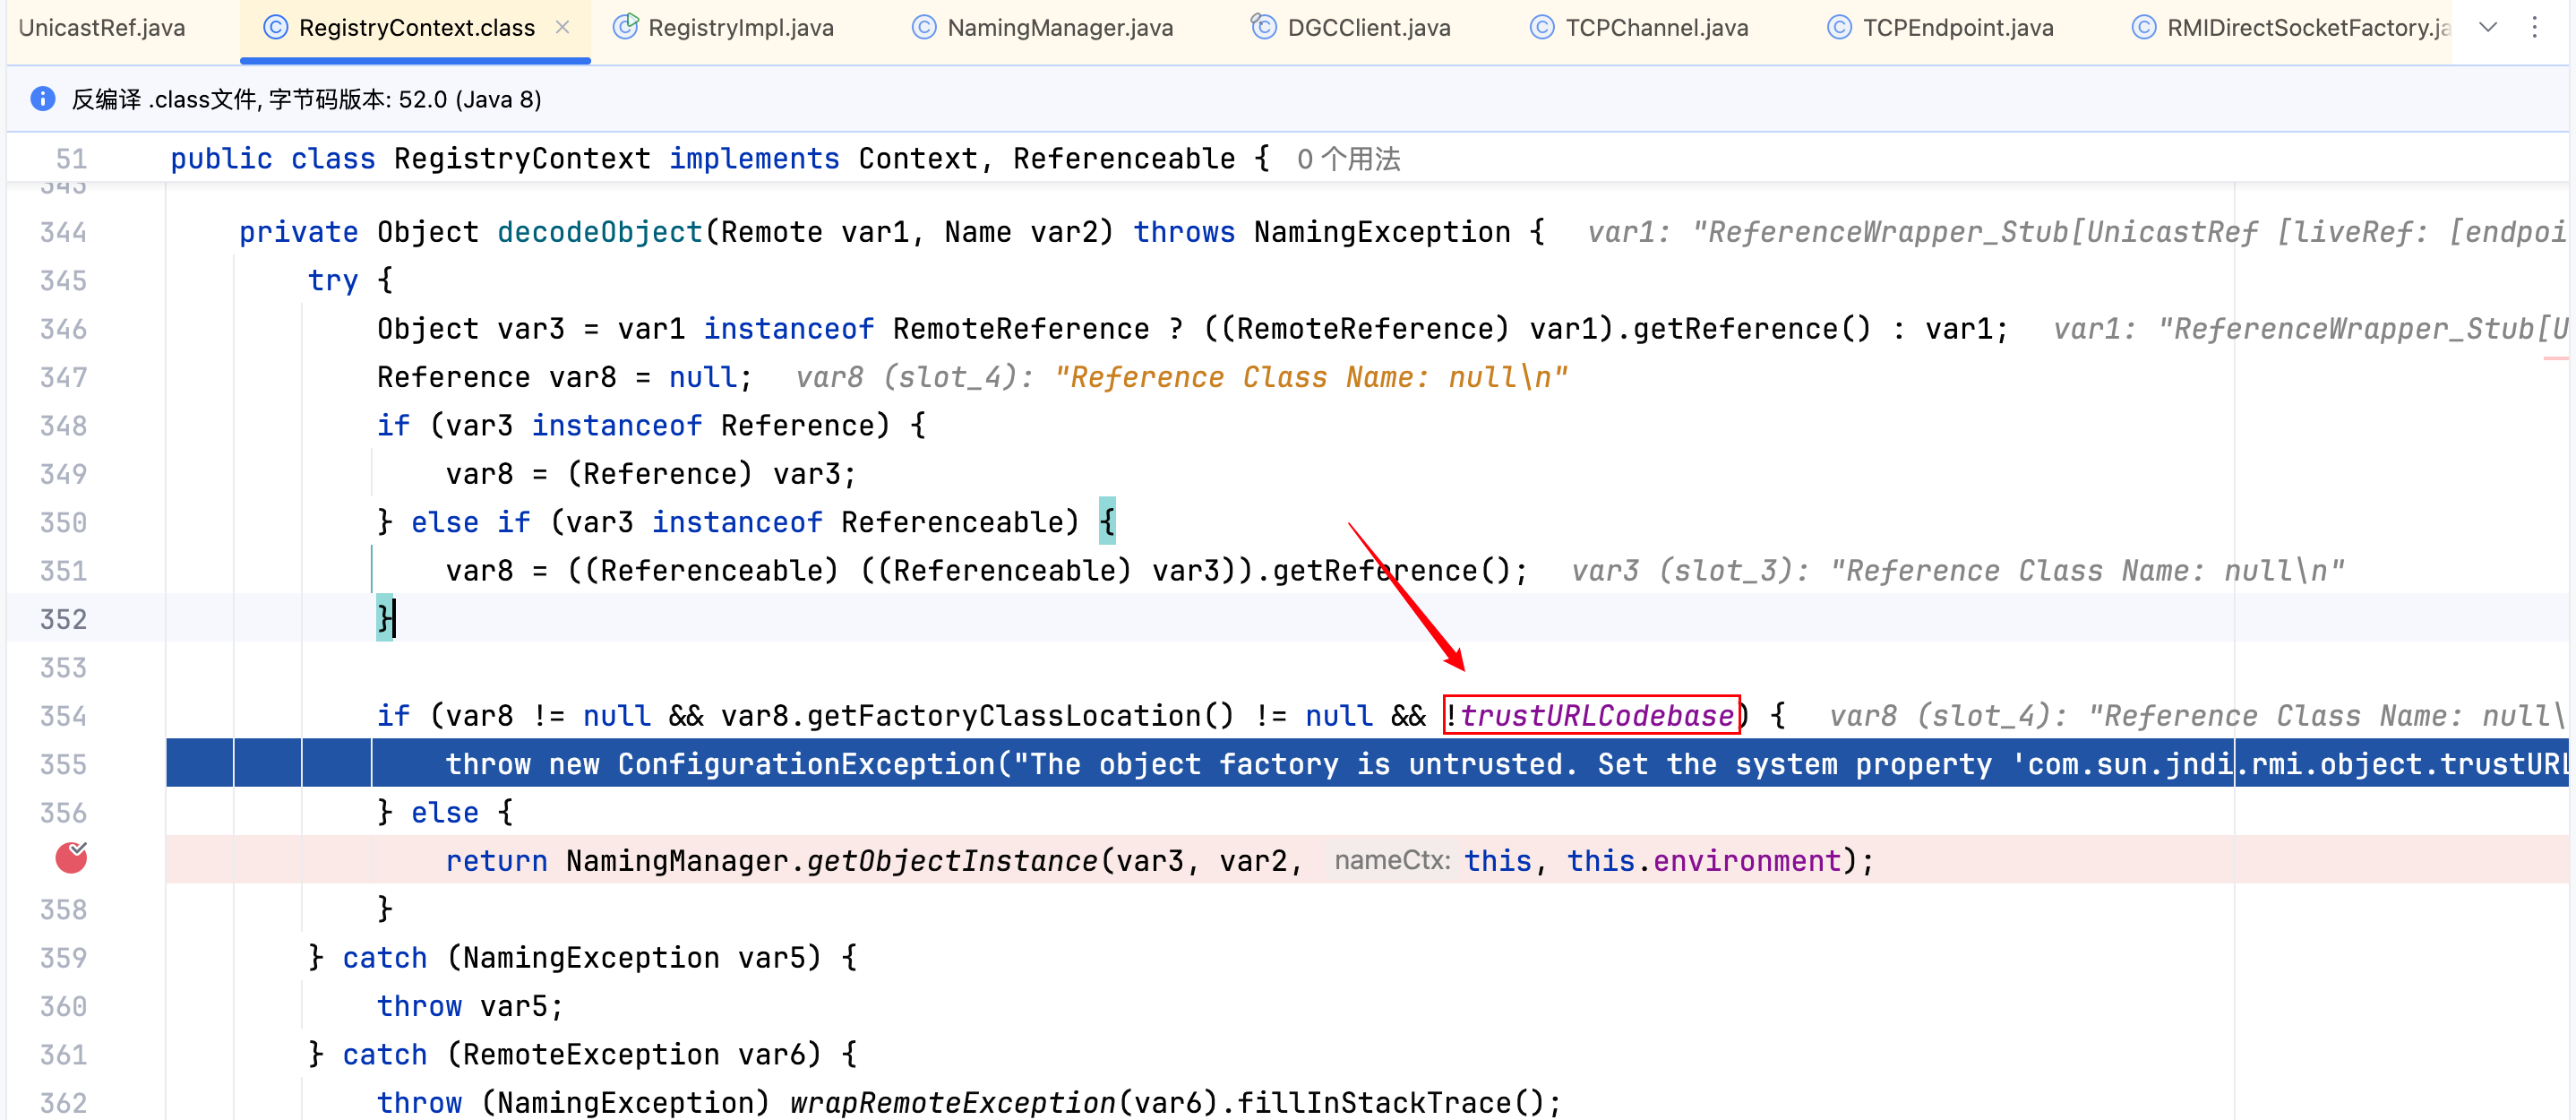 UnicastRef.java RegistryContext.class RegistryImpl.java NamingManager.java DGCClient.java TCPChannel.java TCPEndpoint.java RMIDirectSocketFactory.ja
反编译 .class文件, 字节码版本: 52.0 (Java 8)
51 public class RegistryContext implements Context, Referenceable { 0 个用法
343
344 private Object decodeObject(Remote var1, Name var2) throws NamingException { var1: "ReferenceWrapper_Stub[UnicastRef [liveRef: [endpoi
345 try {
346 Object var3 = var1 instanceof RemoteReference ? ((RemoteReference) var1).getReference() : var1; var1: "ReferenceWrapper_Stub[U
347 Reference var8 = null; var8 (slot_4): "Reference Class Name: null\n"
348 if (var3 instanceof Reference) {
349 var8 = (Reference) var3;
350 } else if (var3 instanceof Referenceable) {
351 var8 = ((Referenceable) ((Referenceable) var3)).getReference(); var3 (slot_3): "Reference Class Name: null\n"
352 }
353
354 if (var8 != null && var8.getFactoryClassLocation() != null && !trustURLCodebase) { var8 (slot_4): "Reference Class Name: null\
355 throw new ConfigurationException("The object factory is untrusted. Set the system property 'com.sun.jndi.rmi.object.trustURL
356 } else {
return NamingManager.getObjectInstance(var3, var2, nameCtx: this, this.environment);
358 }
359 } catch (NamingException var5) {
360 throw var5;
361 } catch (RemoteException var6) {
362 throw (NamingException) wrapRemoteException(var6).fillInStackTrace();